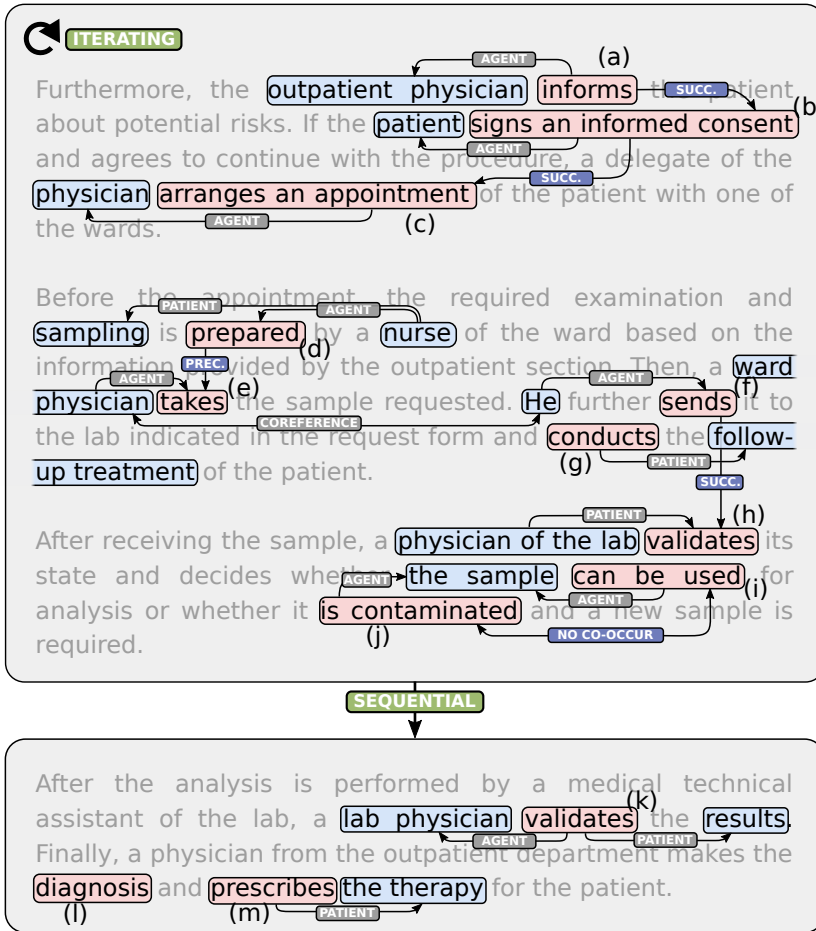 ITERATING
AGENT
(a)
Furthermore, the outpatient physician informs the patient
SUCC.
(b)
about potential risks. If the patient signs an informed consent
AGENT
and agrees to continue with the procedure, a delegate of the
SUCC.
physician arranges an appointment of the patient with one of
AGENT
(c)
the wards.
Before the appointment, the required examination and
PATIENT
AGENT
sampling is prepared by a nurse of the ward based on the
(d)
information provided by the outpatient section. Then, a ward
PREC.
AGENT
(e)
AGENT
(f)
physician takes the sample requested. He further sends it to
COREFERENCE
the lab indicated in the request form and conducts the follow-
(g)
PATIENT
up treatment of the patient.
SUCC.
(h)
PATIENT
After receiving the sample, a physician of the lab validates its
state and decides whether the sample can be used for
AGENT
(i)
AGENT
analysis or whether it is contaminated and a new sample is
(j)
NO CO-OCCUR
required.
SEQUENTIAL
After the analysis is performed by a medical technical
(k)
assistant of the lab, a lab physician validates the results.
AGENT
PATIENT
Finally, a physician from the outpatient department makes the
diagnosis and prescribes the therapy for the patient.
(l)
(m)
PATIENT